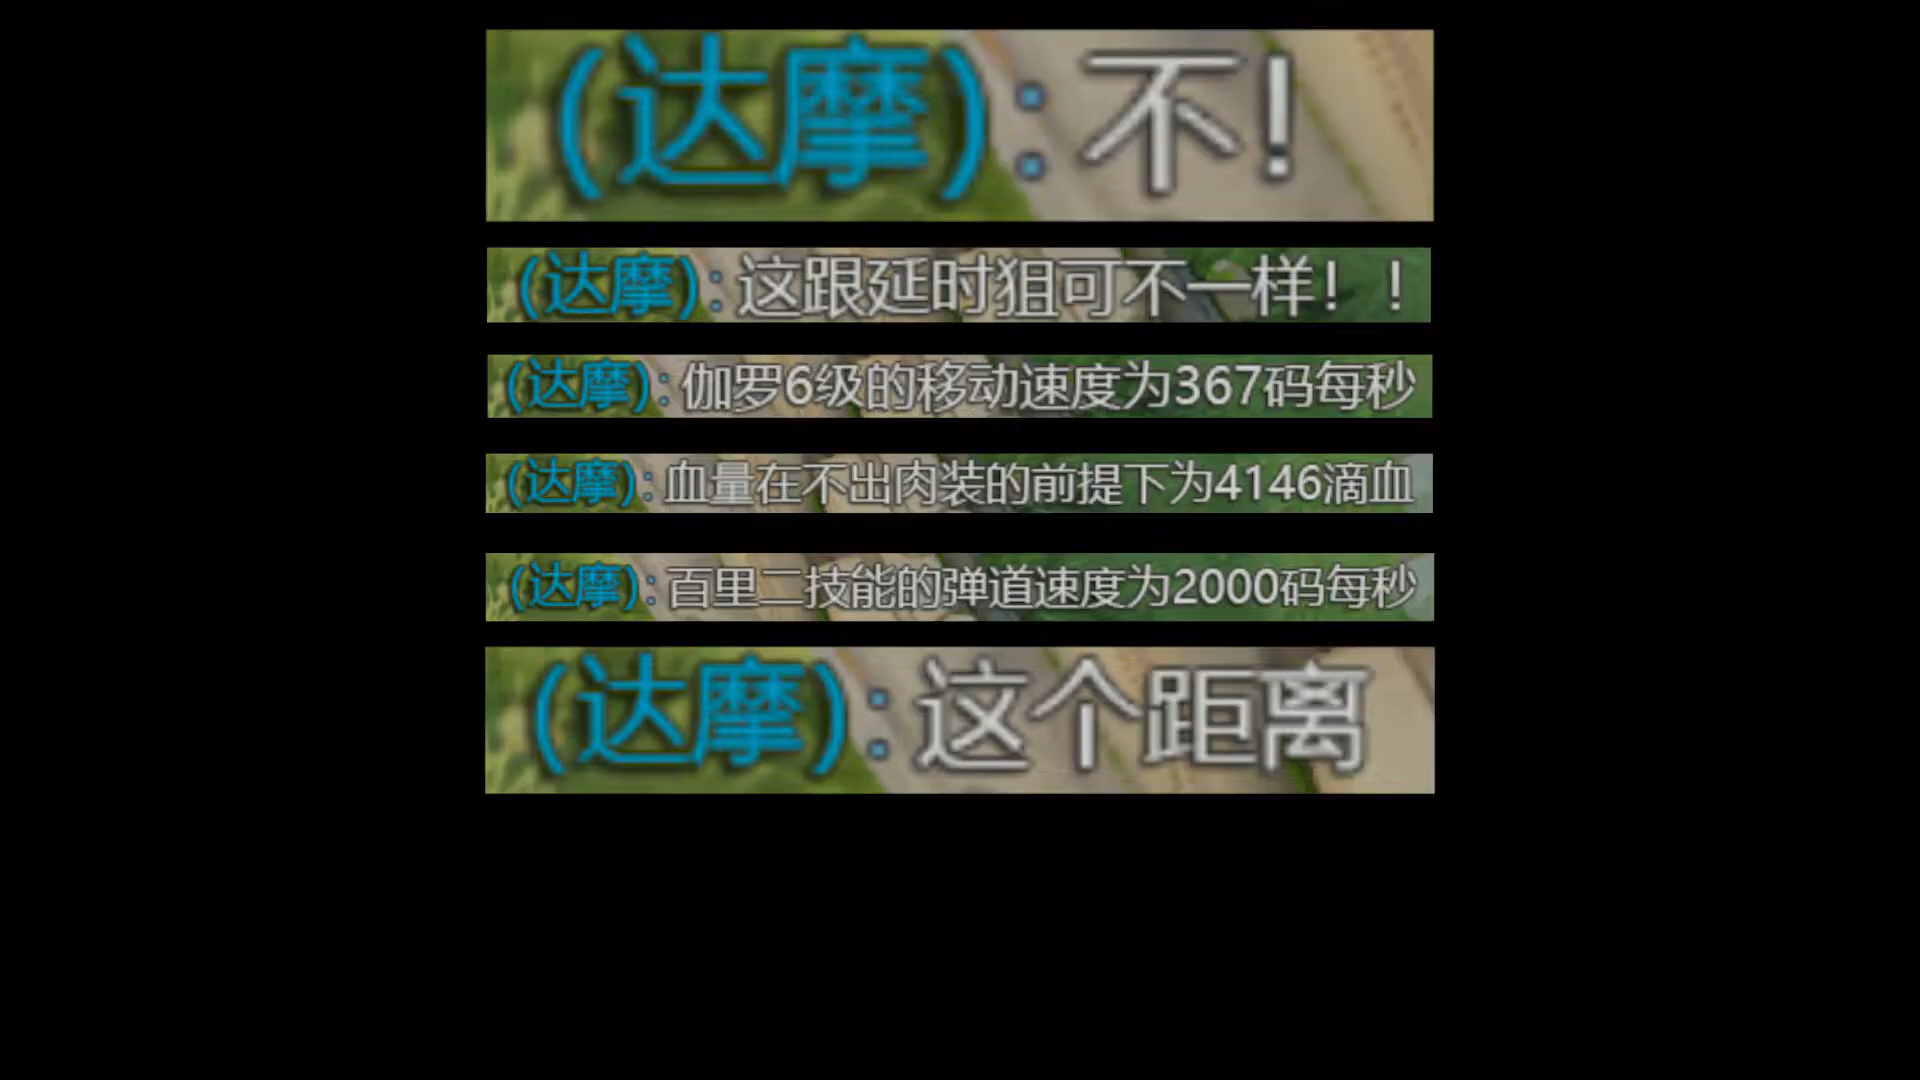 (达摩)：不！
(达摩)：这跟延时狙可不一样！！
(达摩)：伽罗6级的移动速度为367码每秒
(达摩)：血量在不出肉装的前提下为4146滴血
(达摩)：百里二技能的弹道速度为2000码每秒
(达摩)：这个距离